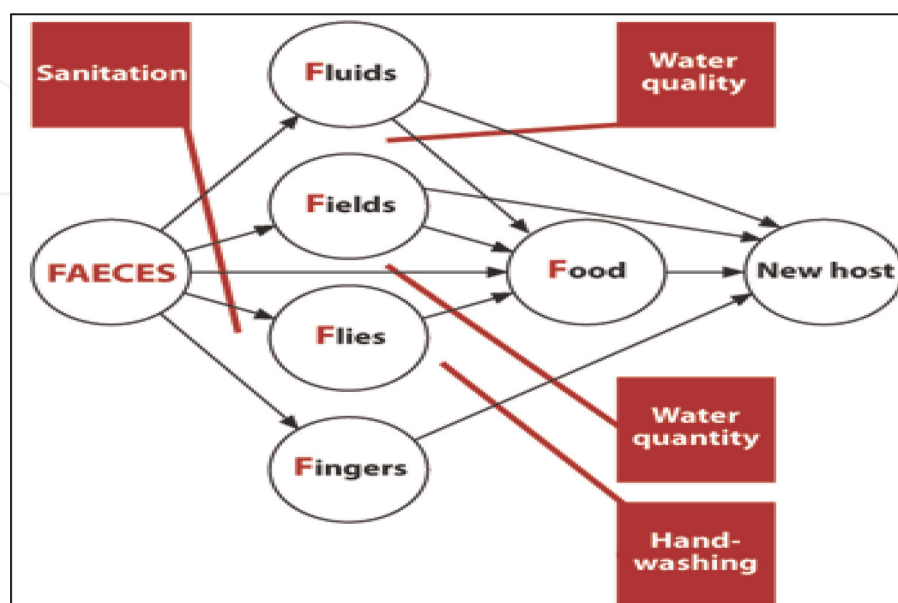 Sanitation
Fluids
Water
quality
Fields
FAECES
Food
New host
Flies
Water
quantity
Fingers
Hand-
washing